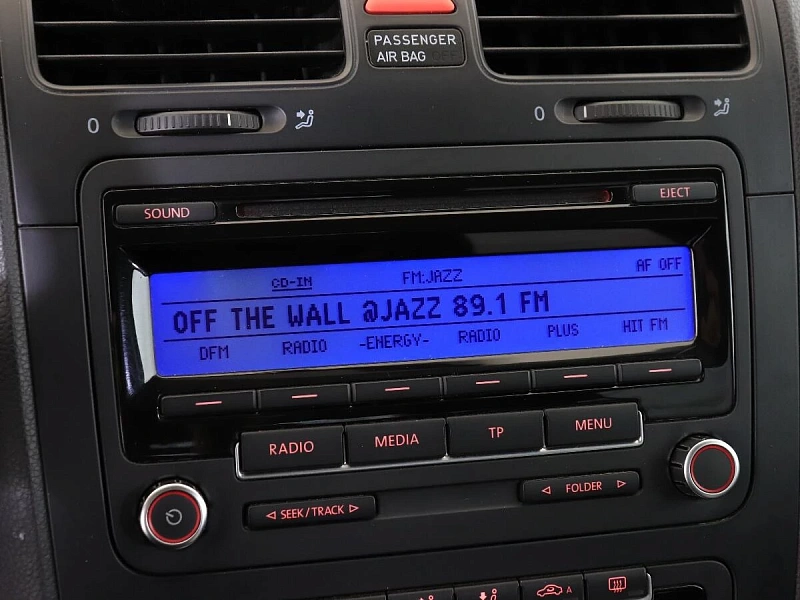 PASSENGER
AIR BAG OFF
0
0
SOUND
EJECT
CD-IN FM:JAZZ AF OFF
OFF THE WALL @JAZZ 89.1 FM
DFM RADIO -ENERGY- RADIO PLUS HIT FM
RADIO MEDIA TP MENU
SEEK/TRACK
FOLDER
A